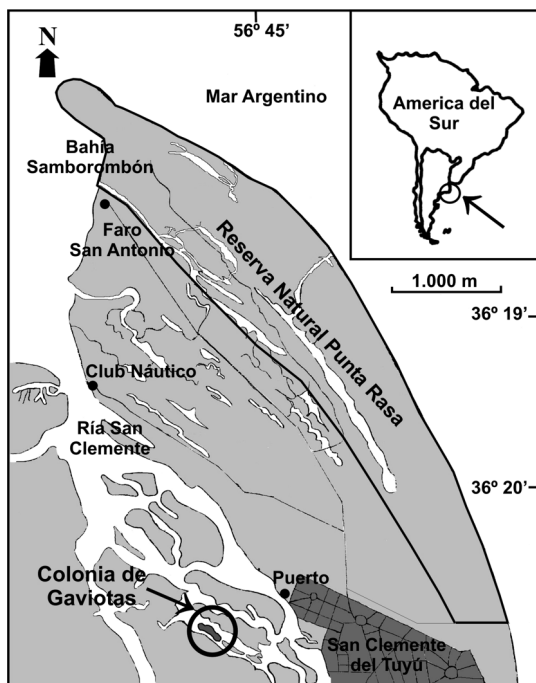 56º 45'
N
Mar Argentino
America del
Sur
Bahía
Samborombón
Faro
San Antonio
Reserva Natural Punta Rasa
1.000 m
36º 19'
Club Náutico
Ría San
Clemente
36º 20'
Colonia de
Gaviotas
Puerto
San Clemente
del Tuyú